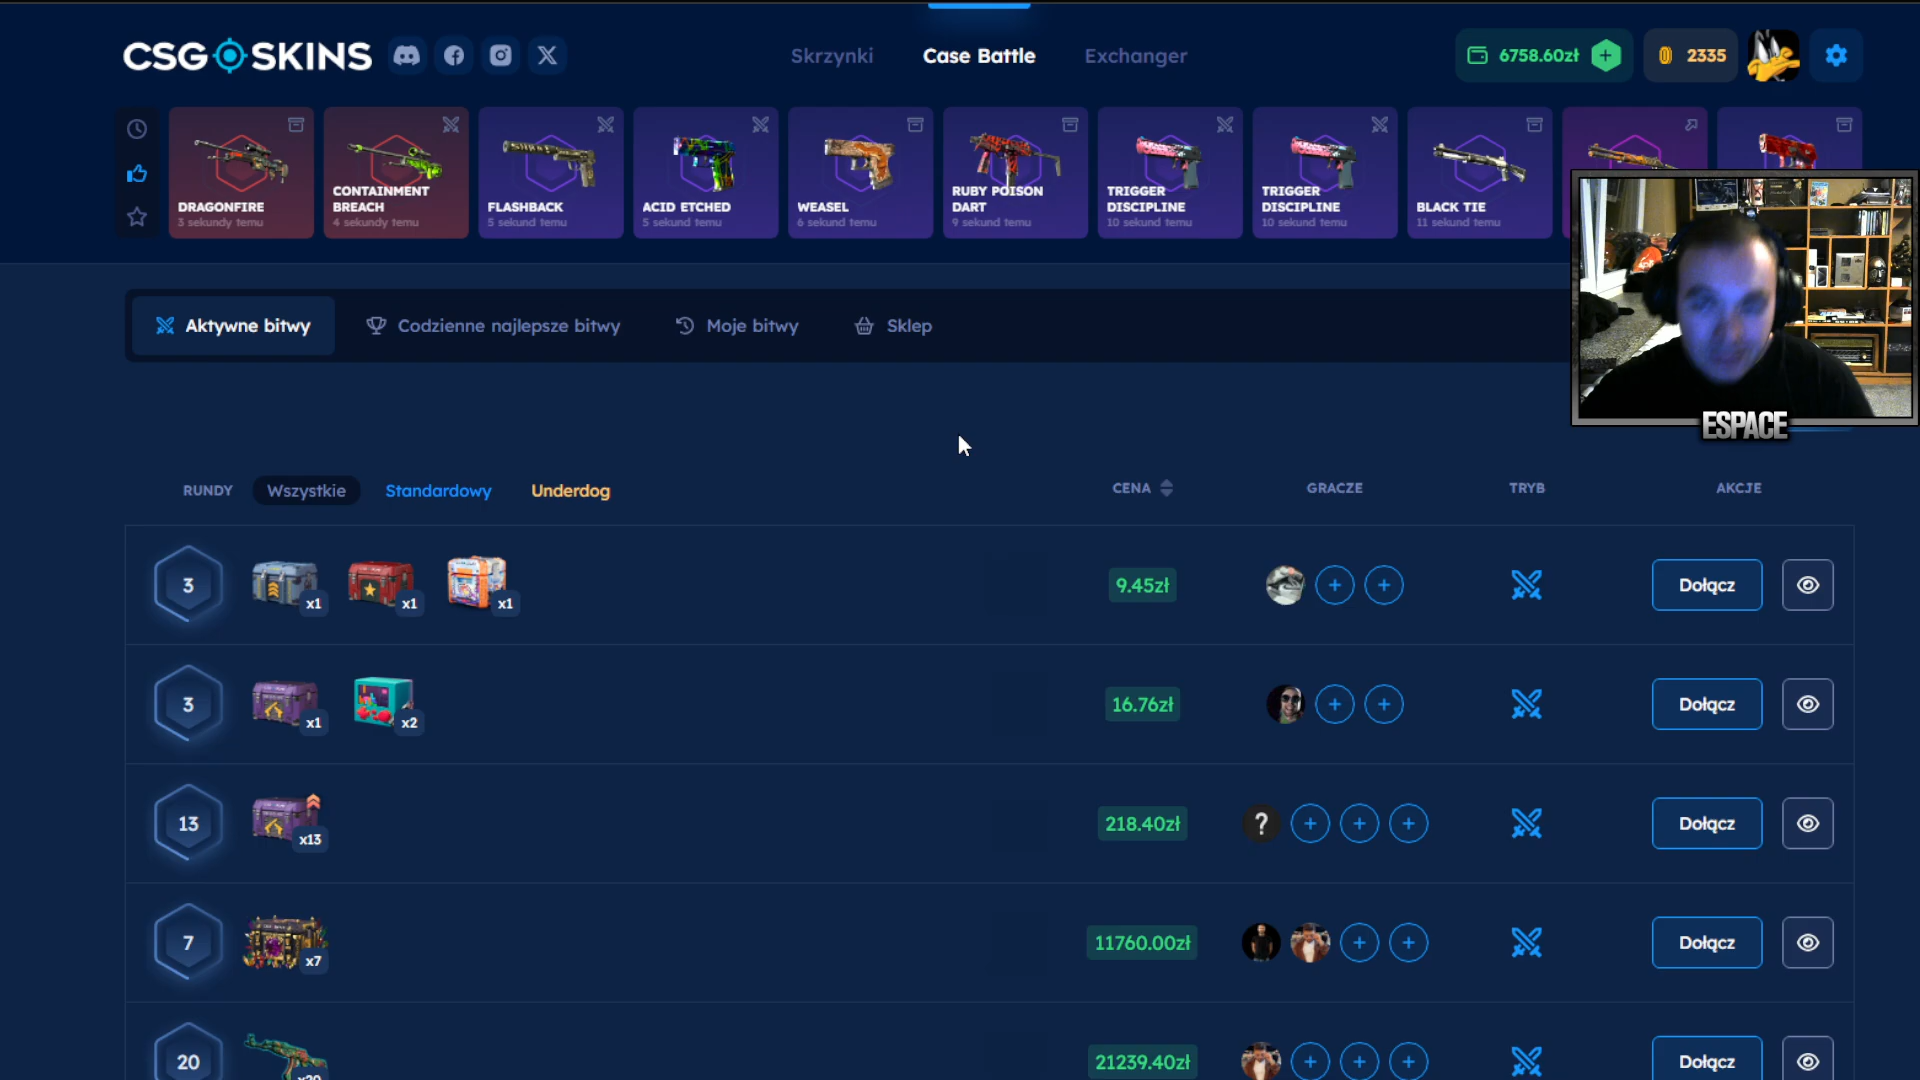 CSG SKINS
Skrzynki
Case Battle
Exchanger
6758.60zł
2335
DRAGONFIRE
3 sekundy temu
CONTAINMENT
BREACH
4 sekundy temu
FLASHBACK
5 sekund temu
ACID ETCHED
5 sekund temu
WEASEL
6 sekund temu
RUBY POISON
DART
9 sekund temu
TRIGGER
DISCIPLINE
10 sekund temu
TRIGGER
DISCIPLINE
10 sekund temu
BLACK TIE
11 sekund temu
ESPACE
Aktywne bitwy
Codzienne najlepsze bitwy
Moje bitwy
Sklep
RUNDY
Wszystkie
Standardowy
Underdog
CENA
GRACZE
TRYB
AKCJE
3
x1
x1
x1
9.45zł
Dołącz
3
x1
x2
16.76zł
Dołącz
13
x13
218.40zł
?
Dołącz
7
x7
11760.00zł
Dołącz
20
x20
21239.40zł
Dołącz